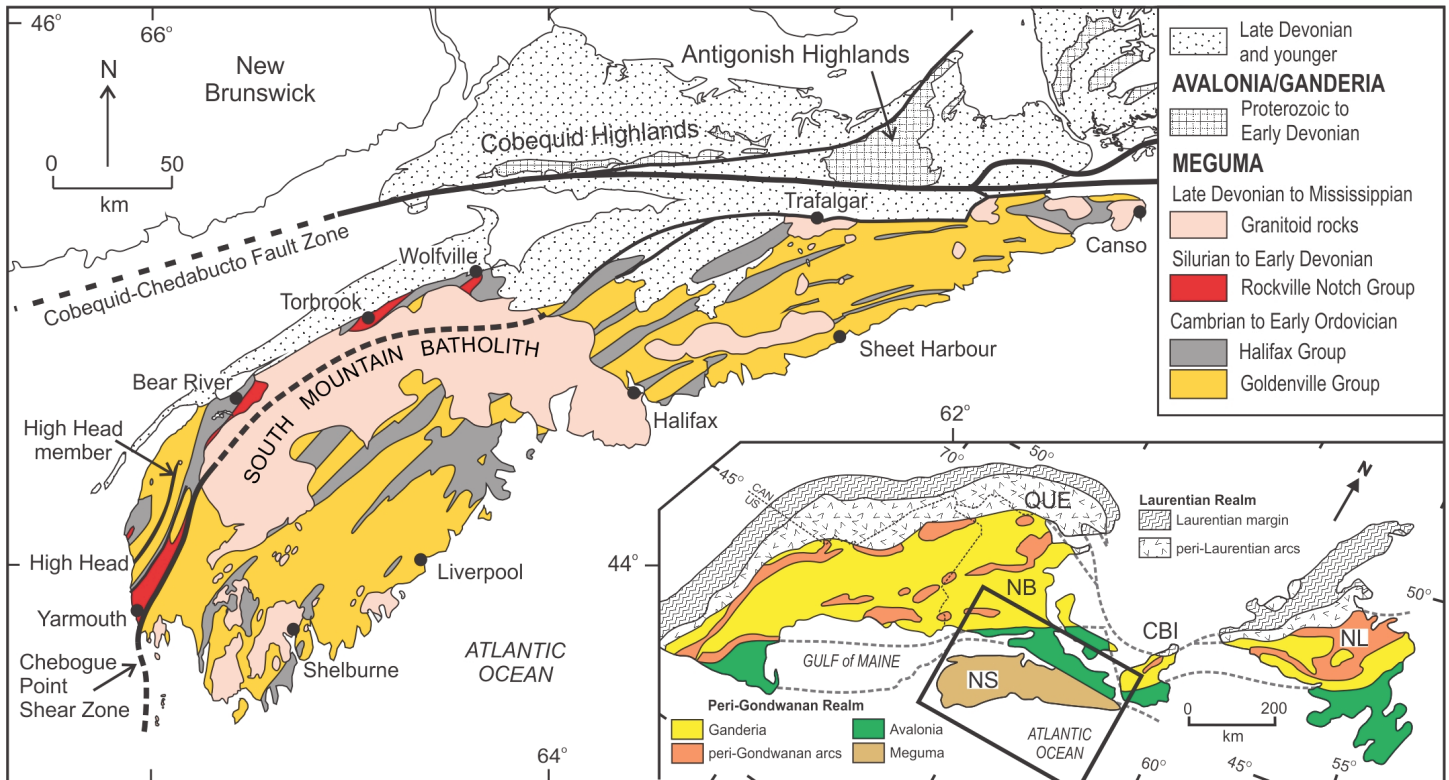 46°
66°
N
0 50
km
New
Brunswick
Antigonish Highlands
Cobequid Highlands
Cobequid-Chedabucto Fault Zone
Trafalgar
Canso
Wolfville
Torbrook
Bear River
SOUTH MOUNTAIN BATHOLITH
Sheet Harbour
Halifax
High Head
member
High Head
Yarmouth
Chebogue
Point
Shear Zone
Liverpool
Shelburne
ATLANTIC
OCEAN
62°
44°
64°
Late Devonian
and younger
AVALONIA/GANDERIA
Proterozoic to
Early Devonian
MEGUMA
Late Devonian to Mississippian
Granitoid rocks
Silurian to Early Devonian
Rockville Notch Group
Cambrian to Early Ordovician
Halifax Group
Goldenville Group
45°
CAN
US
70°
50°
QUE
Laurentian Realm
Laurentian margin
peri-Laurentian arcs
N
50°
NB
CBI
NL
GULF of MAINE
NS
Peri-Gondwanan Realm
Ganderia
Avalonia
peri-Gondwanan arcs
Meguma
ATLANTIC
OCEAN
0 200
km
60°
45°
55°